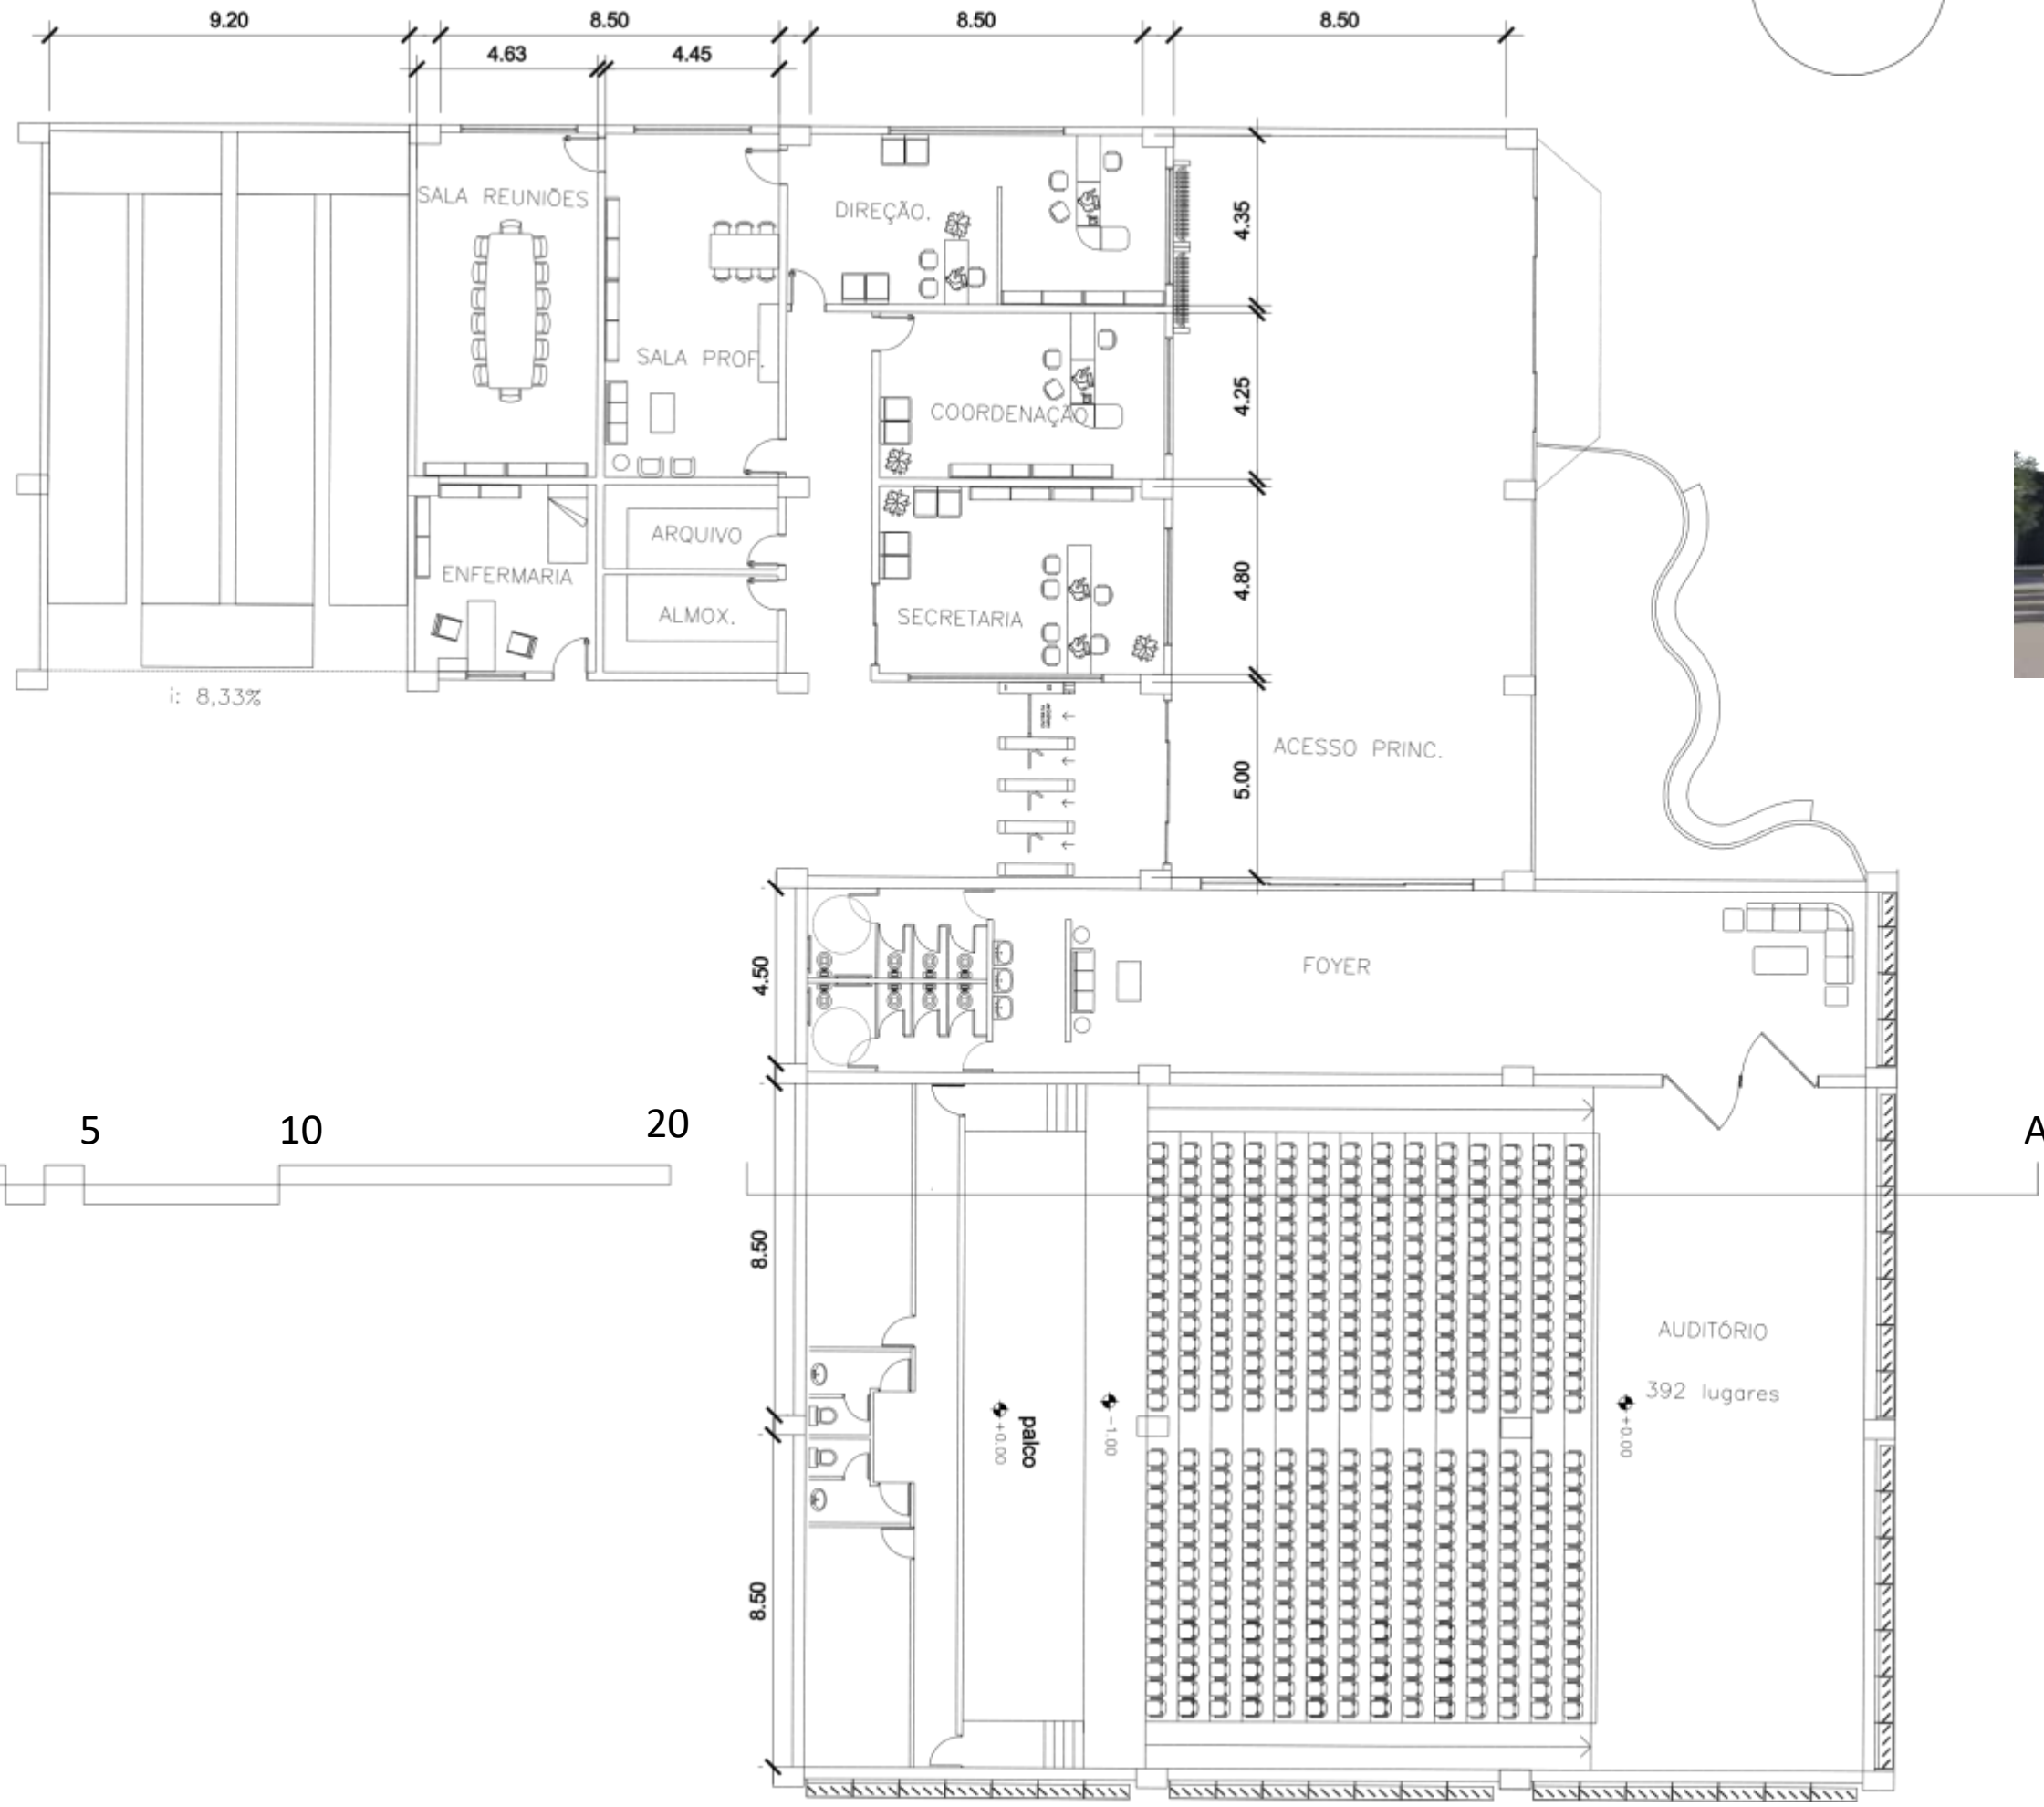 9.20
8.50
8.50
8.50
4.63
4.45
SALA REUNIÕES
DIREÇÃO.
4.35
SALA PROF.
COORDENAÇÃO
4.25
ARQUIVO
ENFERMARIA
4.80
ALMOX.
SECRETARIA
i: 8,33%
ACESSO PRINC.
5.00
4.50
FOYER
5
10
20
A
8.50
AUDITÓRIO
392 lugares
palco
+0.00
-1.00
+0.00
8.50